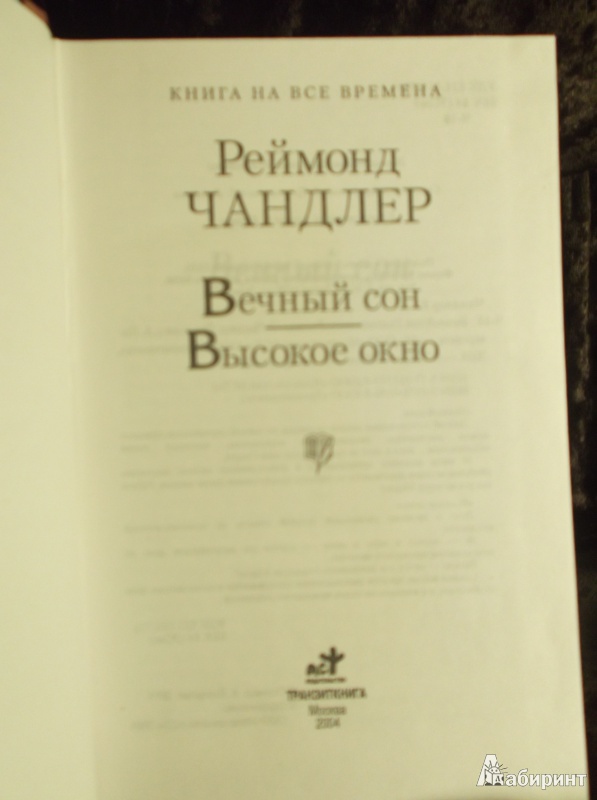 КНИГА НА ВСЕ ВРЕМЕНА
Реймонд
ЧАНДЛЕР
Вечный сон
Высокое окно
АСТ
ТРАНЗИТКНИГА
Москва
2004
Лабиринт